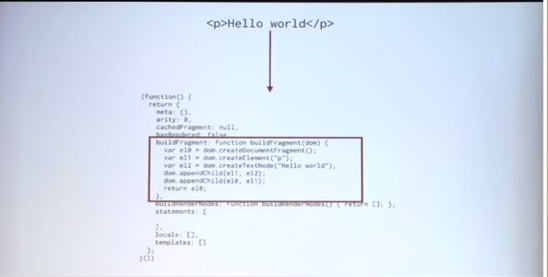 <p>Hello world</p>
(function() {
return {
meta: {},
arity: 0,
cachedFragment: null,
hasRendered: false,
buildFragment: function buildFragment(dom) {
var el0 = dom.createDocumentFragment();
var el1 = dom.createElement("p");
var el2 = dom.createTextNode("Hello world");
dom.appendChild(el1, el2);
dom.appendChild(el0, el1);
return el0;
},
buildRenderNodes: function buildRenderNodes() { return []; },
statements: [
],
locals: [],
templates: []
};
}())